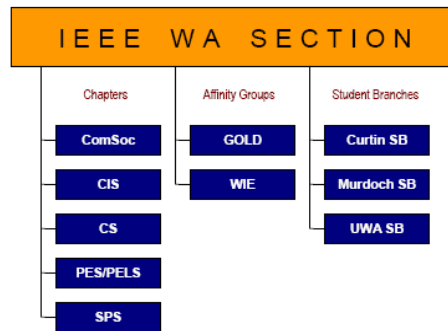 IEEE WA SECTION
Chapters
ComSoc
CIS
CS
PES/PELS
SPS
Affinity Groups
GOLD
WIE
Student Branches
Curtin SB
Murdoch SB
UWA SB